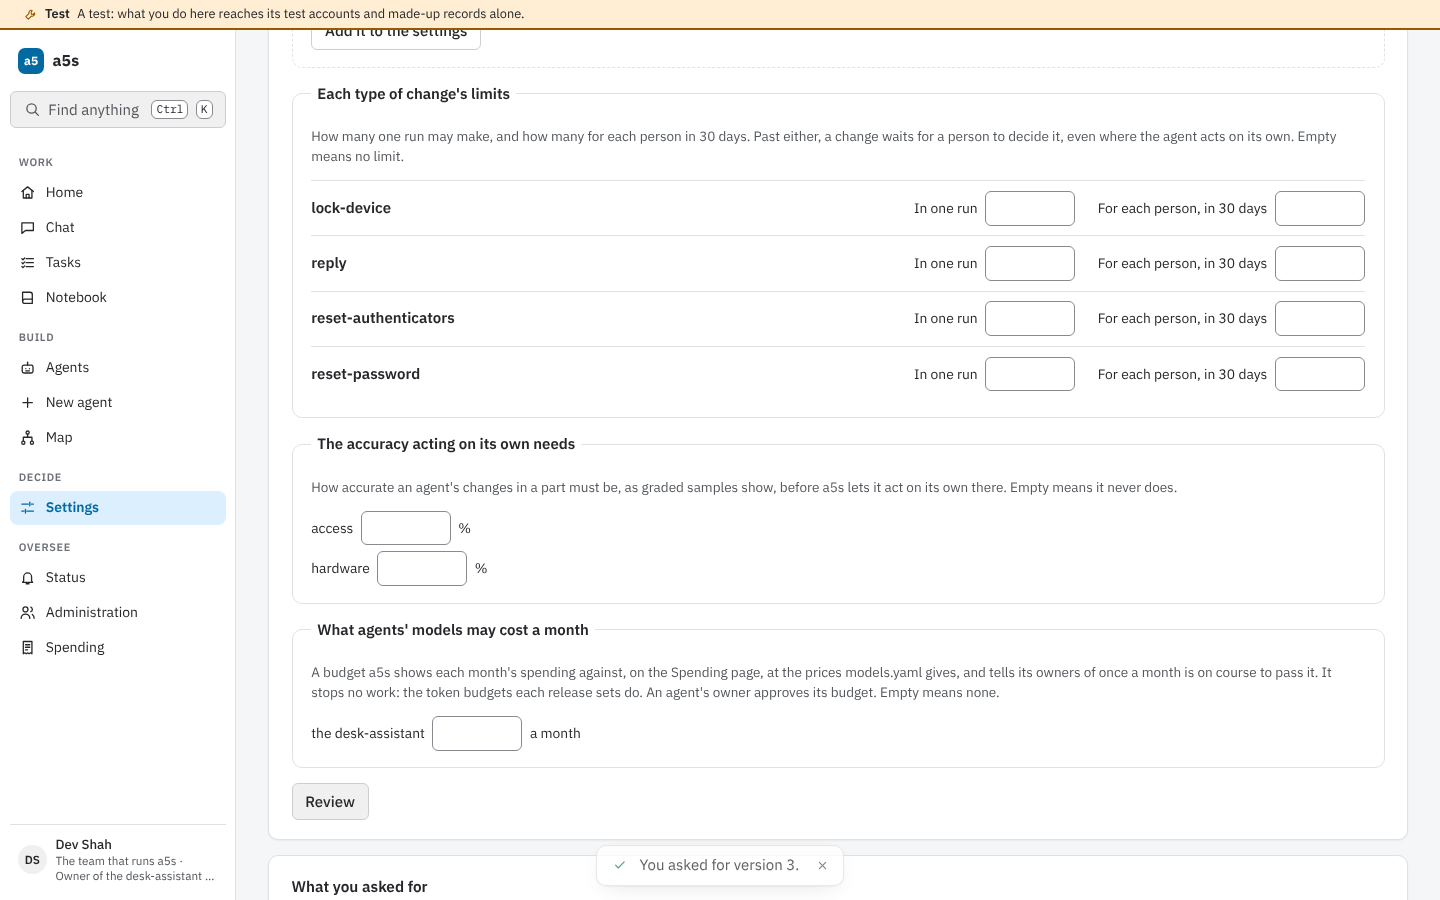 Test A test: what you do here reaches its test accounts and made-up records alone.
a5 a5s
Find anything Ctrl K
WORK
Home
Chat
Tasks
Notebook
BUILD
Agents
New agent
Map
DECIDE
Settings
OVERSEE
Status
Administration
Spending
DS
Dev Shah
The team that runs a5s ·
Owner of the desk-assistant ...
Add it to the settings
Each type of change's limits
How many one run may make, and how many for each person in 30 days. Past either, a change waits for a person to decide it, even where the agent acts on its own. Empty
means no limit.
lock-device In one run For each person, in 30 days
reply In one run For each person, in 30 days
reset-authenticators In one run For each person, in 30 days
reset-password In one run For each person, in 30 days
The accuracy acting on its own needs
How accurate an agent's changes in a part must be, as graded samples show, before a5s lets it act on its own there. Empty means it never does.
access %
hardware %
What agents' models may cost a month
A budget a5s shows each month's spending against, on the Spending page, at the prices models.yaml gives, and tells its owners of once a month is on course to pass it. It
stops no work: the token budgets each release sets do. An agent's owner approves its budget. Empty means none.
the desk-assistant a month
Review
You asked for version 3.
What you asked for